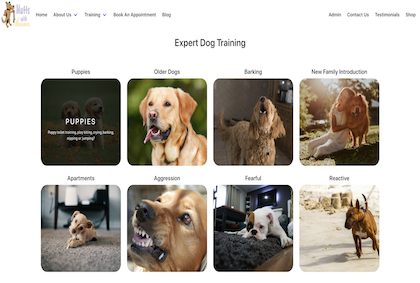 Mutts
with
Home
About Us
Training
Book An Appointment
Blog
Admin
Contact Us
Testimonials
Shop
Expert Dog Training
Puppies
Older Dogs
Barking
New Family Introduction
PUPPIES
Puppy toilet training, play biting, crying, barking,
nipping or jumping?
Apartments
Aggression
Fearful
Reactive